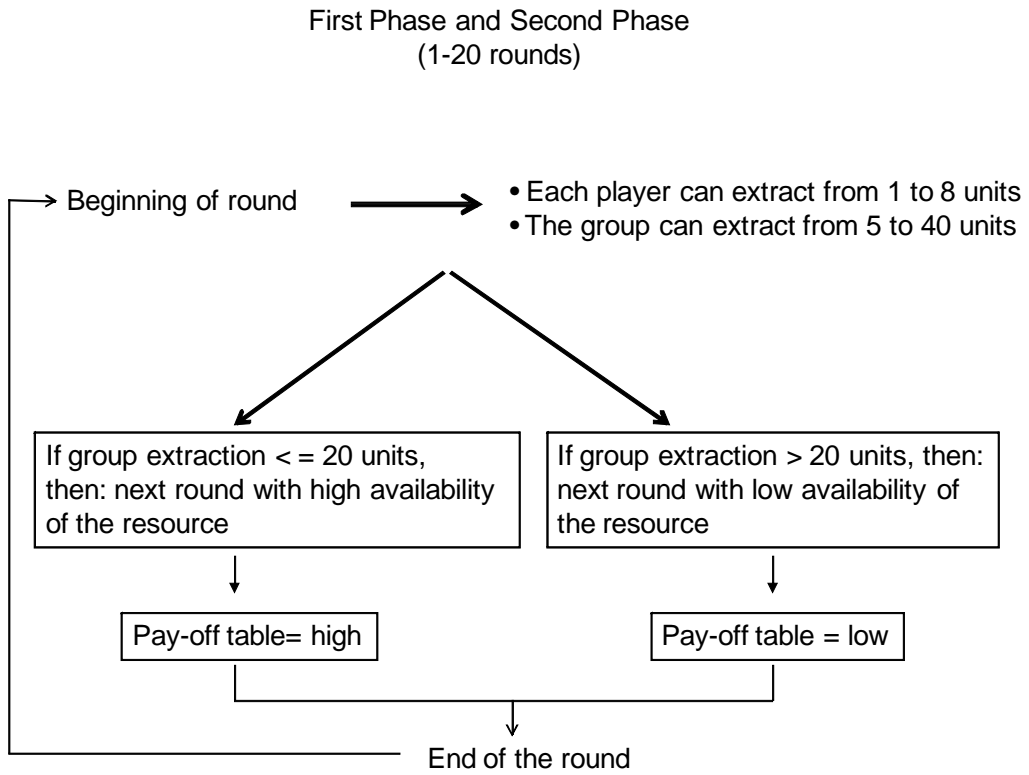 First Phase and Second Phase
(1-20 rounds)
Beginning of round
• Each player can extract from 1 to 8 units
• The group can extract from 5 to 40 units
If group extraction < = 20 units,
then: next round with high availability
of the resource
If group extraction > 20 units, then:
next round with low availability of
the resource
Pay-off table= high
Pay-off table = low
End of the round